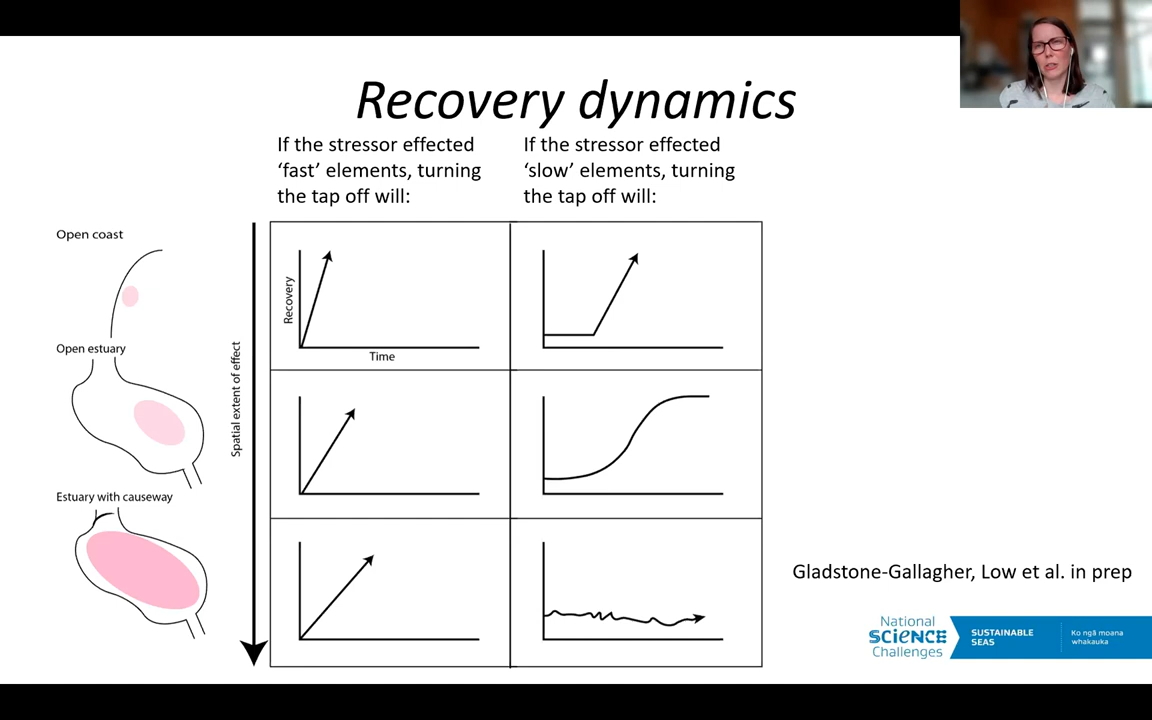 Recovery dynamics
If the stressor effected
‘fast’ elements, turning
the tap off will:
If the stressor effected
‘slow’ elements, turning
the tap off will:
Open coast
Open estuary
Estuary with causeway
Spatial extent of effect
Recovery
Time
Gladstone-Gallagher, Low et al. in prep
National
SCIENCE
Challenges
SUSTAINABLE
SEAS
Ko ngā moana
whakauka